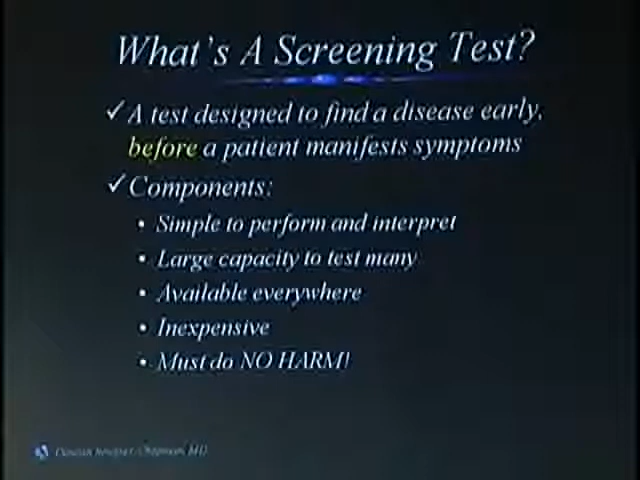 What's A Screening Test?
✓ A test designed to find a disease early,
before a patient manifests symptoms
✓ Components:
• Simple to perform and interpret
• Large capacity to test many
• Available everywhere
• Inexpensive
• Must do NO HARM!
MD